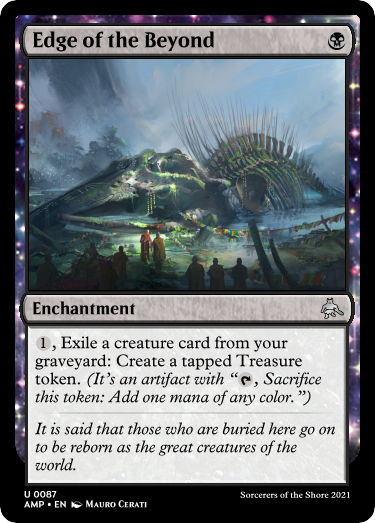 Edge of the Beyond
Enchantment
1, Exile a creature card from your
graveyard: Create a tapped Treasure
token. (It's an artifact with “, Sacrifice
this token: Add one mana of any color.”)
It is said that those who are buried here go on
to be reborn as the great creatures of the
world.
U 0087
AMP • EN Mauro Cerati
Sorcerers of the Shore 2021